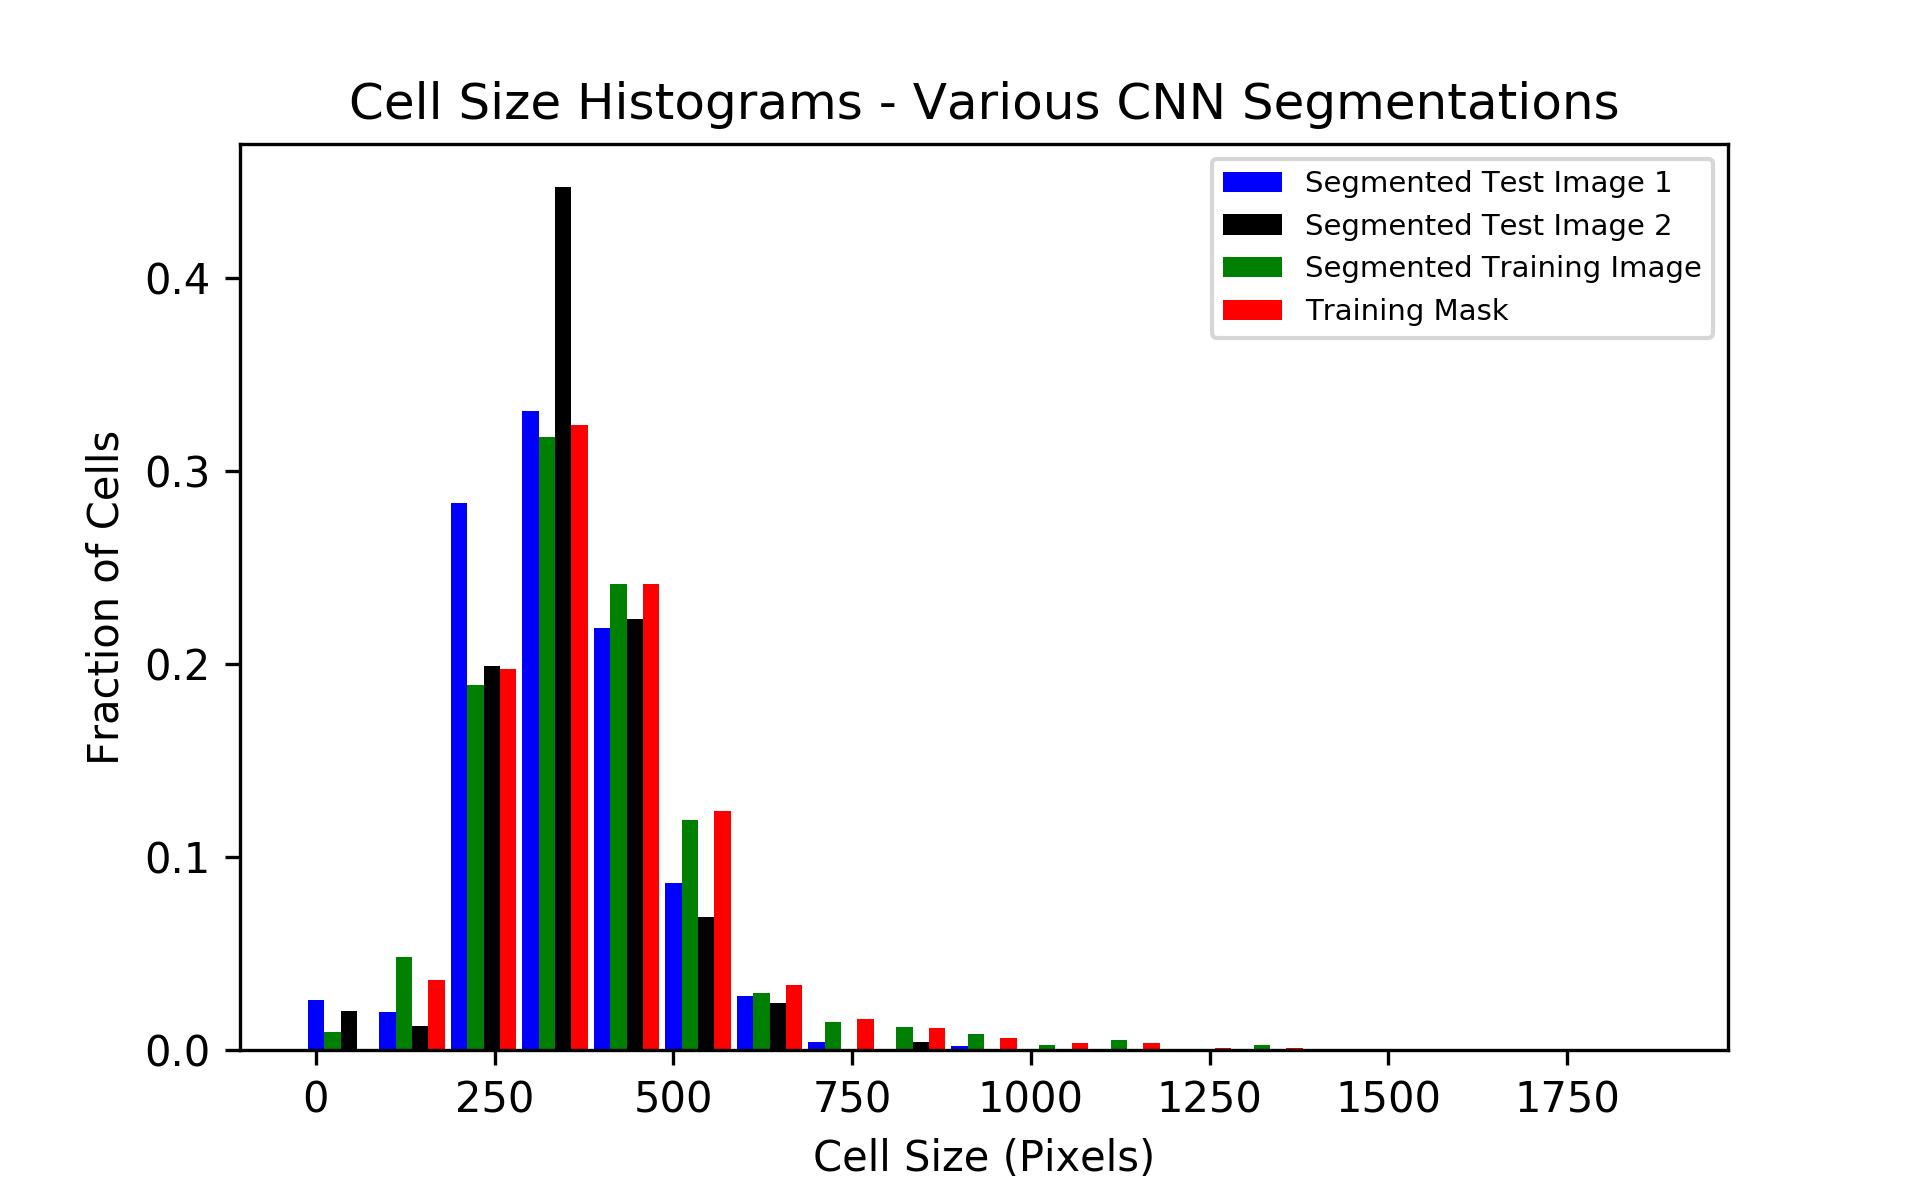 Cell Size Histograms - Various CNN Segmentations
Segmented Test Image 1
Segmented Test Image 2
Segmented Training Image
Training Mask
Fraction of Cells
0.4
0.3
0.2
0.1
0.0
0 250 500 750 1000 1250 1500 1750
Cell Size (Pixels)